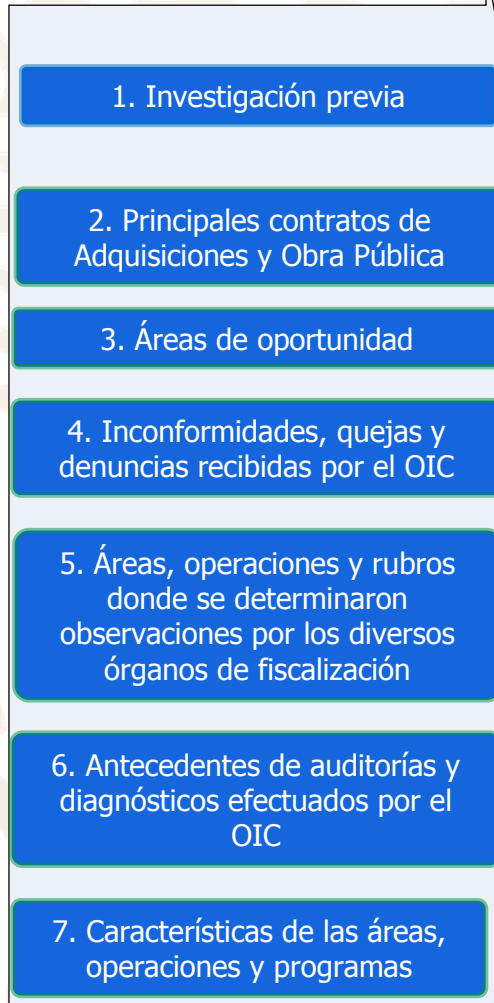 1. Investigación previa
2. Principales contratos de
Adquisiciones y Obra Pública
3. Áreas de oportunidad
4. Inconformidades, quejas y
denuncias recibidas por el OIC
5. Áreas, operaciones y rubros
donde se determinaron
observaciones por los diversos
órganos de fiscalización
6. Antecedentes de auditorías y
diagnósticos efectuados por el
OIC
7. Características de las áreas,
operaciones y programas